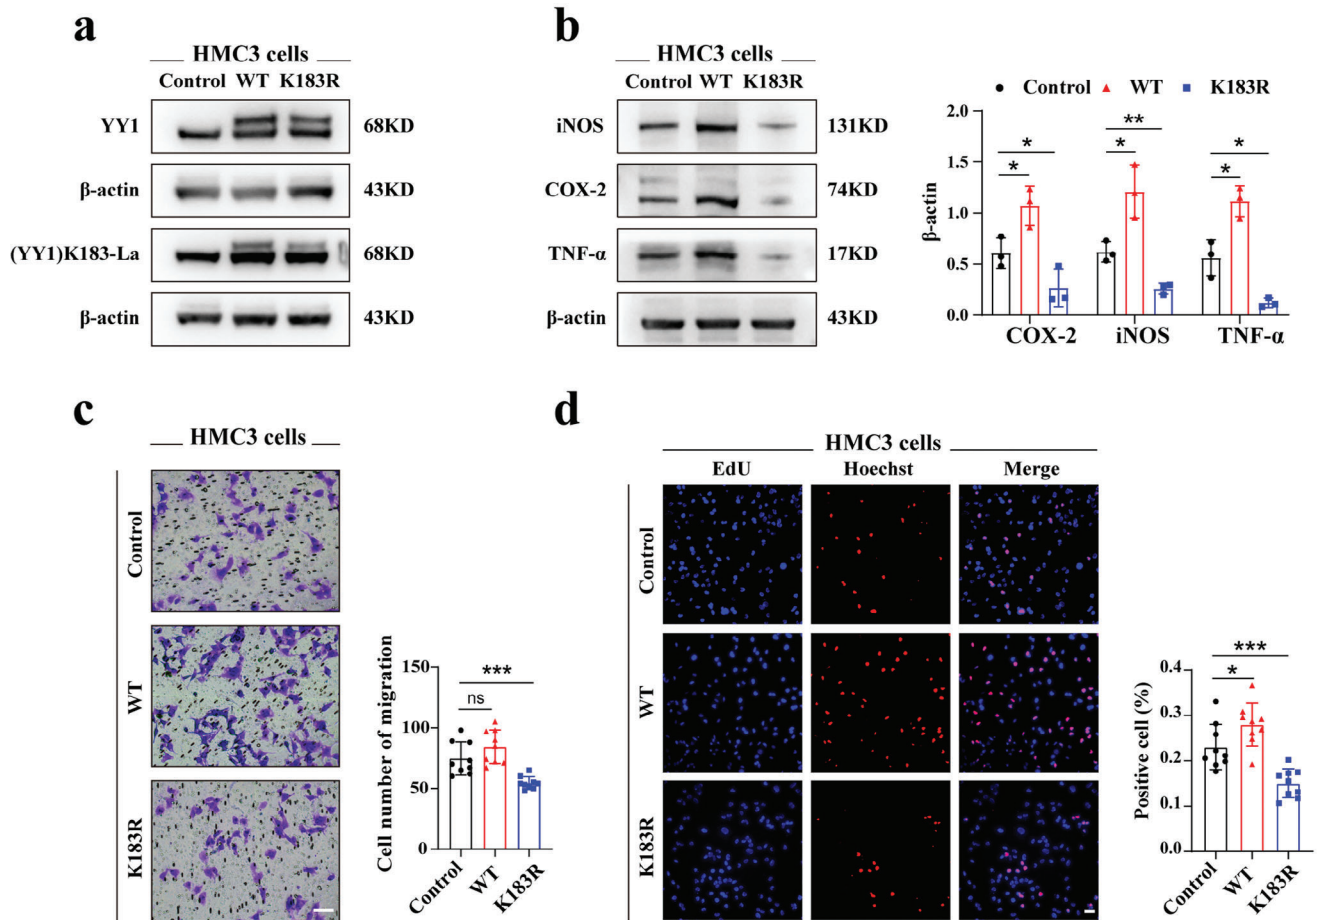 a
HMC3 cells
Control WT K183R
YY1 68KD
β-actin 43KD
(YY1)K183-La 68KD
β-actin 43KD
b
HMC3 cells
Control WT K183R
iNOS 131KD
COX-2 74KD
TNF-α 17KD
β-actin 43KD
Control WT K183R
β-actin
2.0
1.5
1.0
0.5
0.0
* * * ** * *
COX-2 iNOS TNF-α
c
HMC3 cells
Control
WT
K183R
Cell number of migration
150
100
50
0
***
ns
Control WT K183R
d
HMC3 cells
EdU Hoechst Merge
Control
WT
K183R
Positive cell (%)
0.4
0.3
0.2
0.1
0.0
***
*
Control WT K183R